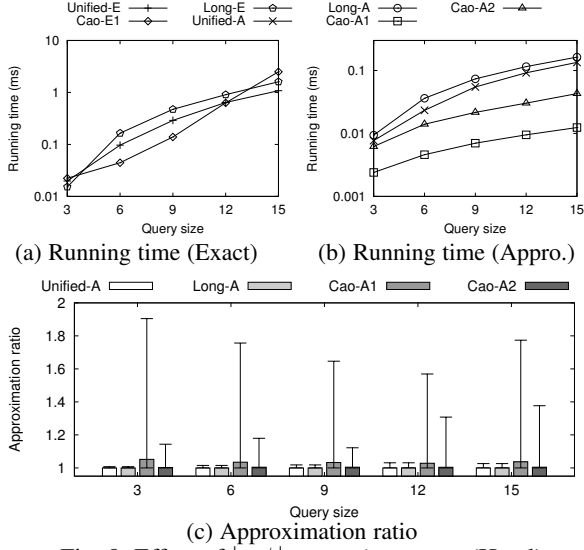 Unified-E
Cao-E1
Long-E
Unified-A
Long-A
Cao-A1
Cao-A2
Running time (ms)
10
1
0.1
0.01
3 6 9 12 15
Query size
(a) Running time (Exact)
Running time (ms)
0.1
0.01
0.001
3 6 9 12 15
Query size
(b) Running time (Appro.)
Unified-A Long-A Cao-A1 Cao-A2
Approximation ratio
2
1.8
1.6
1.4
1.2
1
3 6 9 12 15
Query size
(c) Approximation ratio